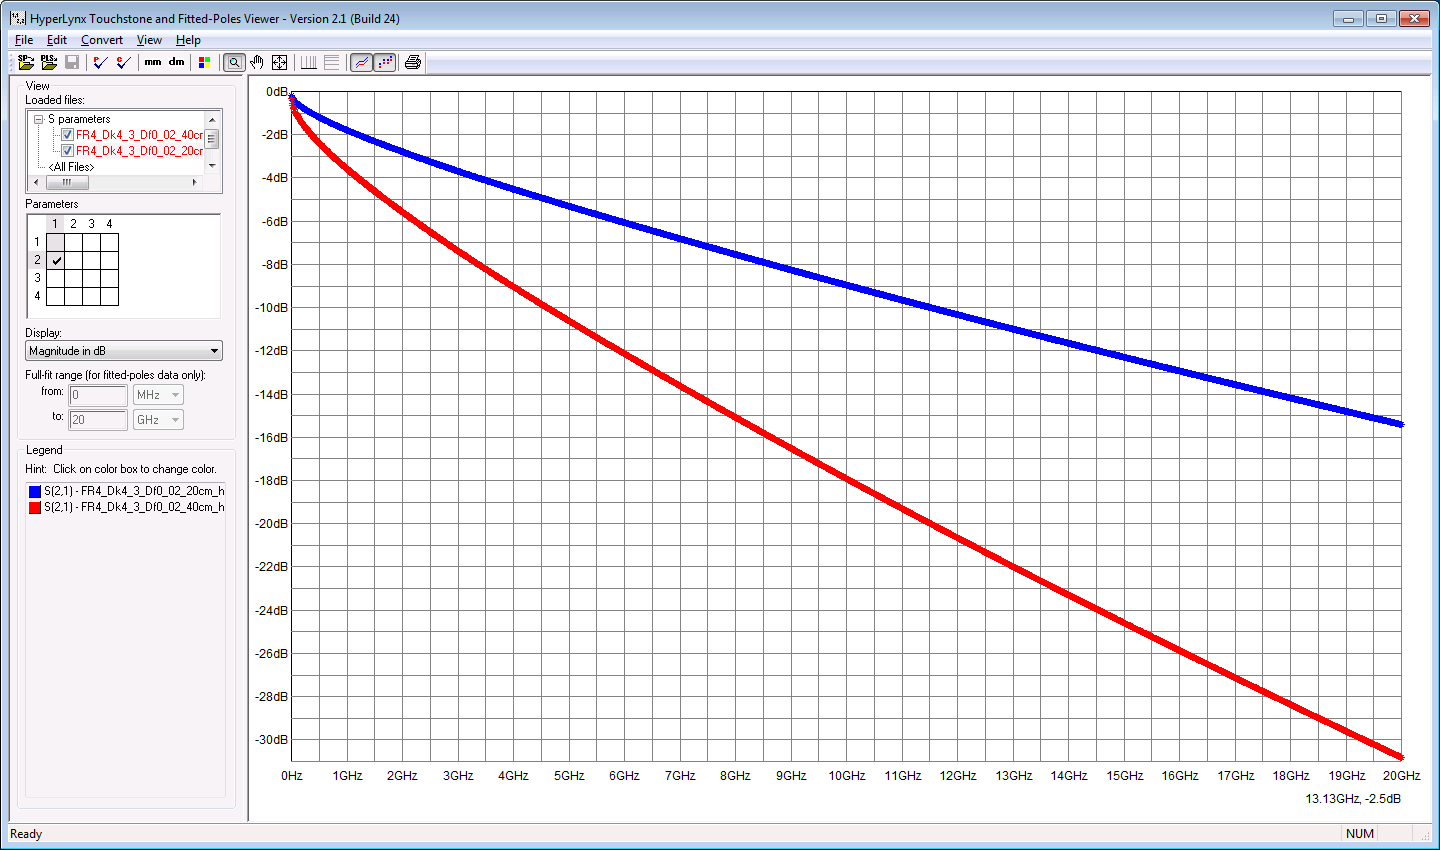 HyperLynx Touchstone and Fitted-Poles Viewer - Version 2.1 (Build 24)
File Edit Convert View Help
SP PLS P C mm dm
View
Loaded files:
S parameters
FR4_Dk4_3_Df0_02_40cr
FR4_Dk4_3_Df0_02_20cr
<All Files>
Parameters
1 2 3 4
1
2
3
4
Display:
Magnitude in dB
Full-fit range (for fitted-poles data only):
from: 0 MHz
to: 20 GHz
Legend
Hint: Click on color box to change color.
S(2,1) - FR4_Dk4_3_Df0_02_20cm_h
S(2,1) - FR4_Dk4_3_Df0_02_40cm_h
0dB
-2dB
-4dB
-6dB
-8dB
-10dB
-12dB
-14dB
-16dB
-18dB
-20dB
-22dB
-24dB
-26dB
-28dB
-30dB
0Hz 1GHz 2GHz 3GHz 4GHz 5GHz 6GHz 7GHz 8GHz 9GHz 10GHz 11GHz 12GHz 13GHz 14GHz 15GHz 16GHz 17GHz 18GHz 19GHz 20GHz
13.13GHz, -2.5dB
Ready NUM